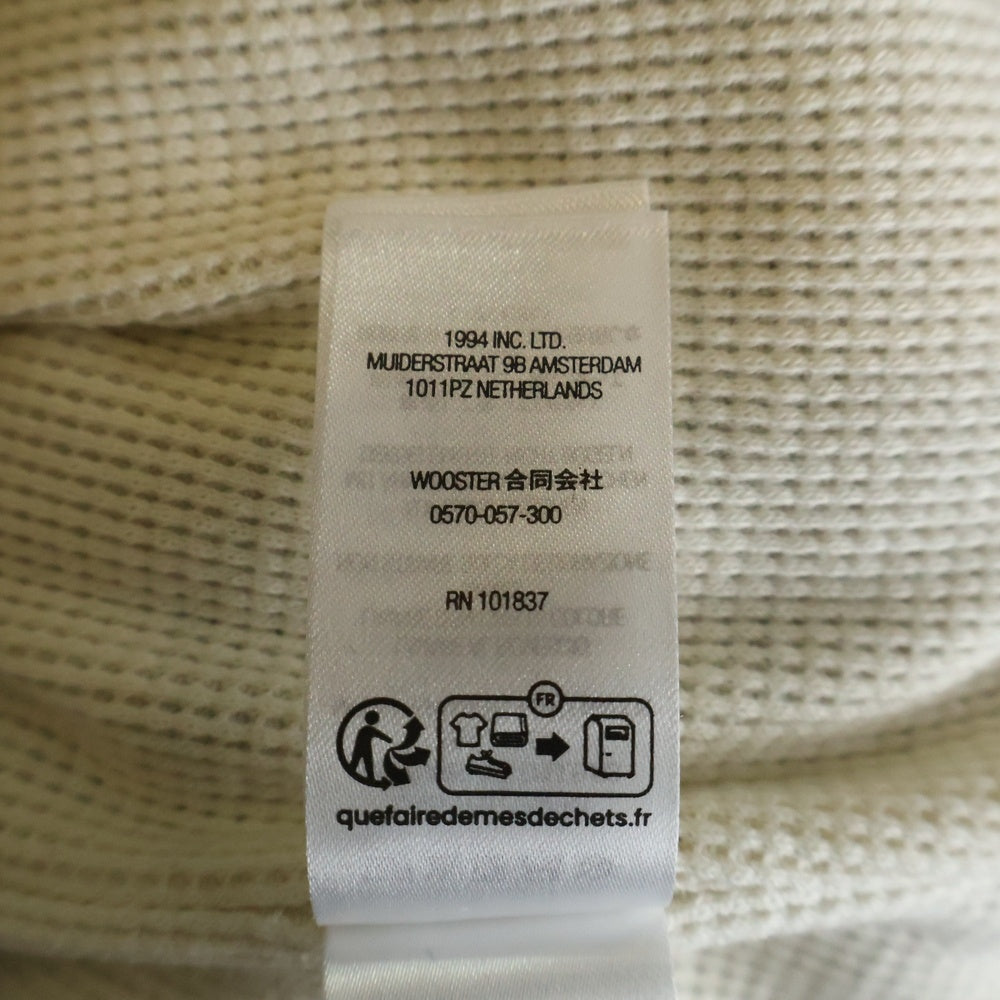 1994 INC. LTD.
MUIDERSTRAAT 9B AMSTERDAM
1011PZ NETHERLANDS
WOOSTER 合同会社
0570-057-300
RN 101837
FR
quefairedemesdechets.fr